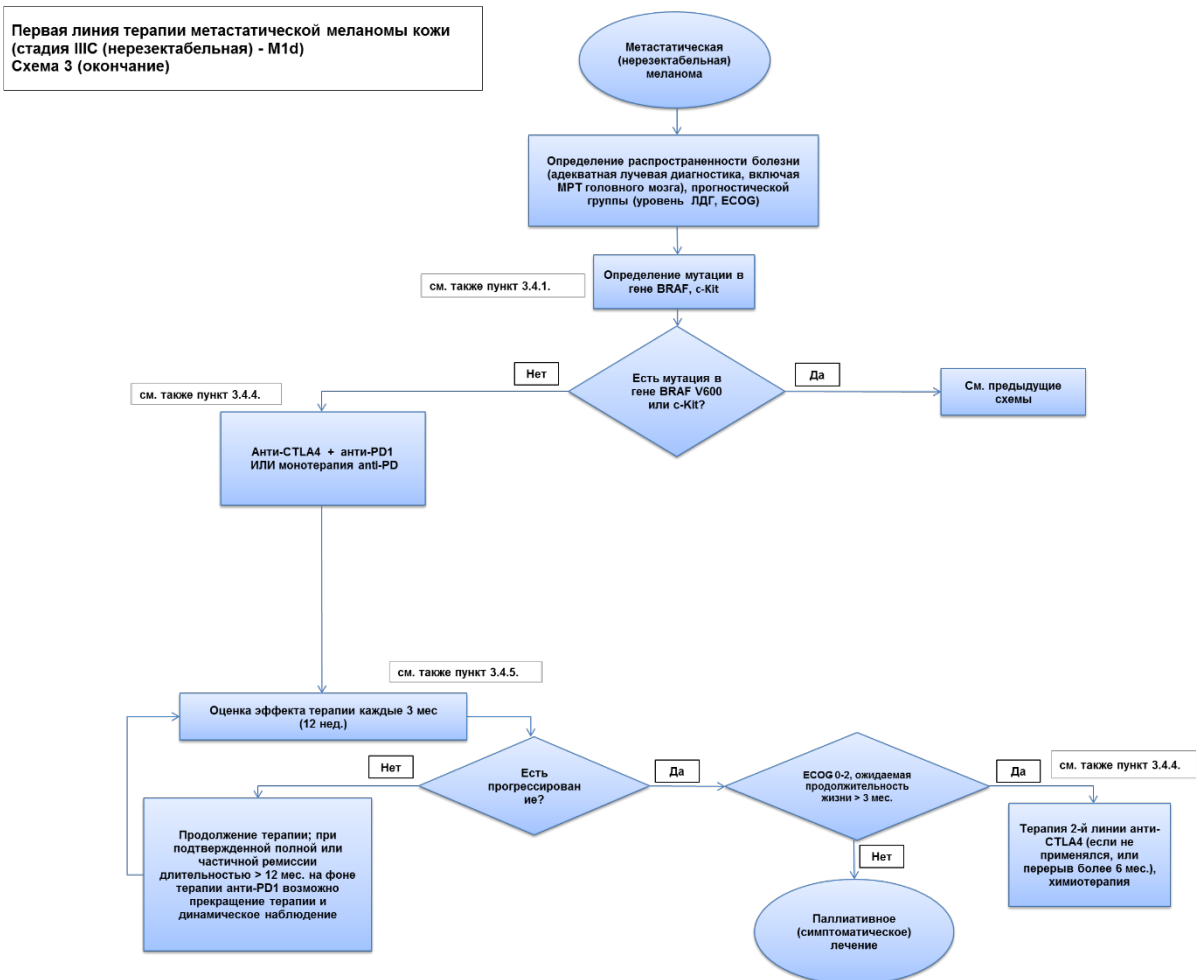 Первая линия терапии метастатической меланомы кожи
(стадия IIIC (нерезектабельная) - M1d)
Схема 3 (окончание)
Метастатическая
(нерезектабельная)
меланома
Определение распространенности болезни
(адекватная лучевая диагностика, включая
МРТ головного мозга), прогностической
группы (уровень ЛДГ, ECOG)
см. также пункт 3.4.1.
Определение мутации в
гене BRAF, c-Kit
Нет
Есть мутация в
гене BRAF V600
или c-Kit?
Да
См. предыдущие
схемы
см. также пункт 3.4.4.
Анти-CTLA4 + анти-PD1
ИЛИ монотерапия anti-PD
см. также пункт 3.4.5.
Оценка эффекта терапии каждые 3 мес
(12 нед.)
Нет
Есть
прогрессирован
ие?
Да
ECOG 0-2, ожидаемая
продолжительность
жизни > 3 мес.
Да
см. также пункт 3.4.4.
Продолжение терапии; при
подтвержденной полной или
частичной ремиссии
длительностью > 12 мес. на фоне
терапии анти-PD1 возможно
прекращение терапии и
динамическое наблюдение
Нет
Терапия 2-й линии анти-
CTLA4 (если не
применялся, или
перерыв более 6 мес.),
химиотерапия
Паллиативное
(симптоматическое)
лечение